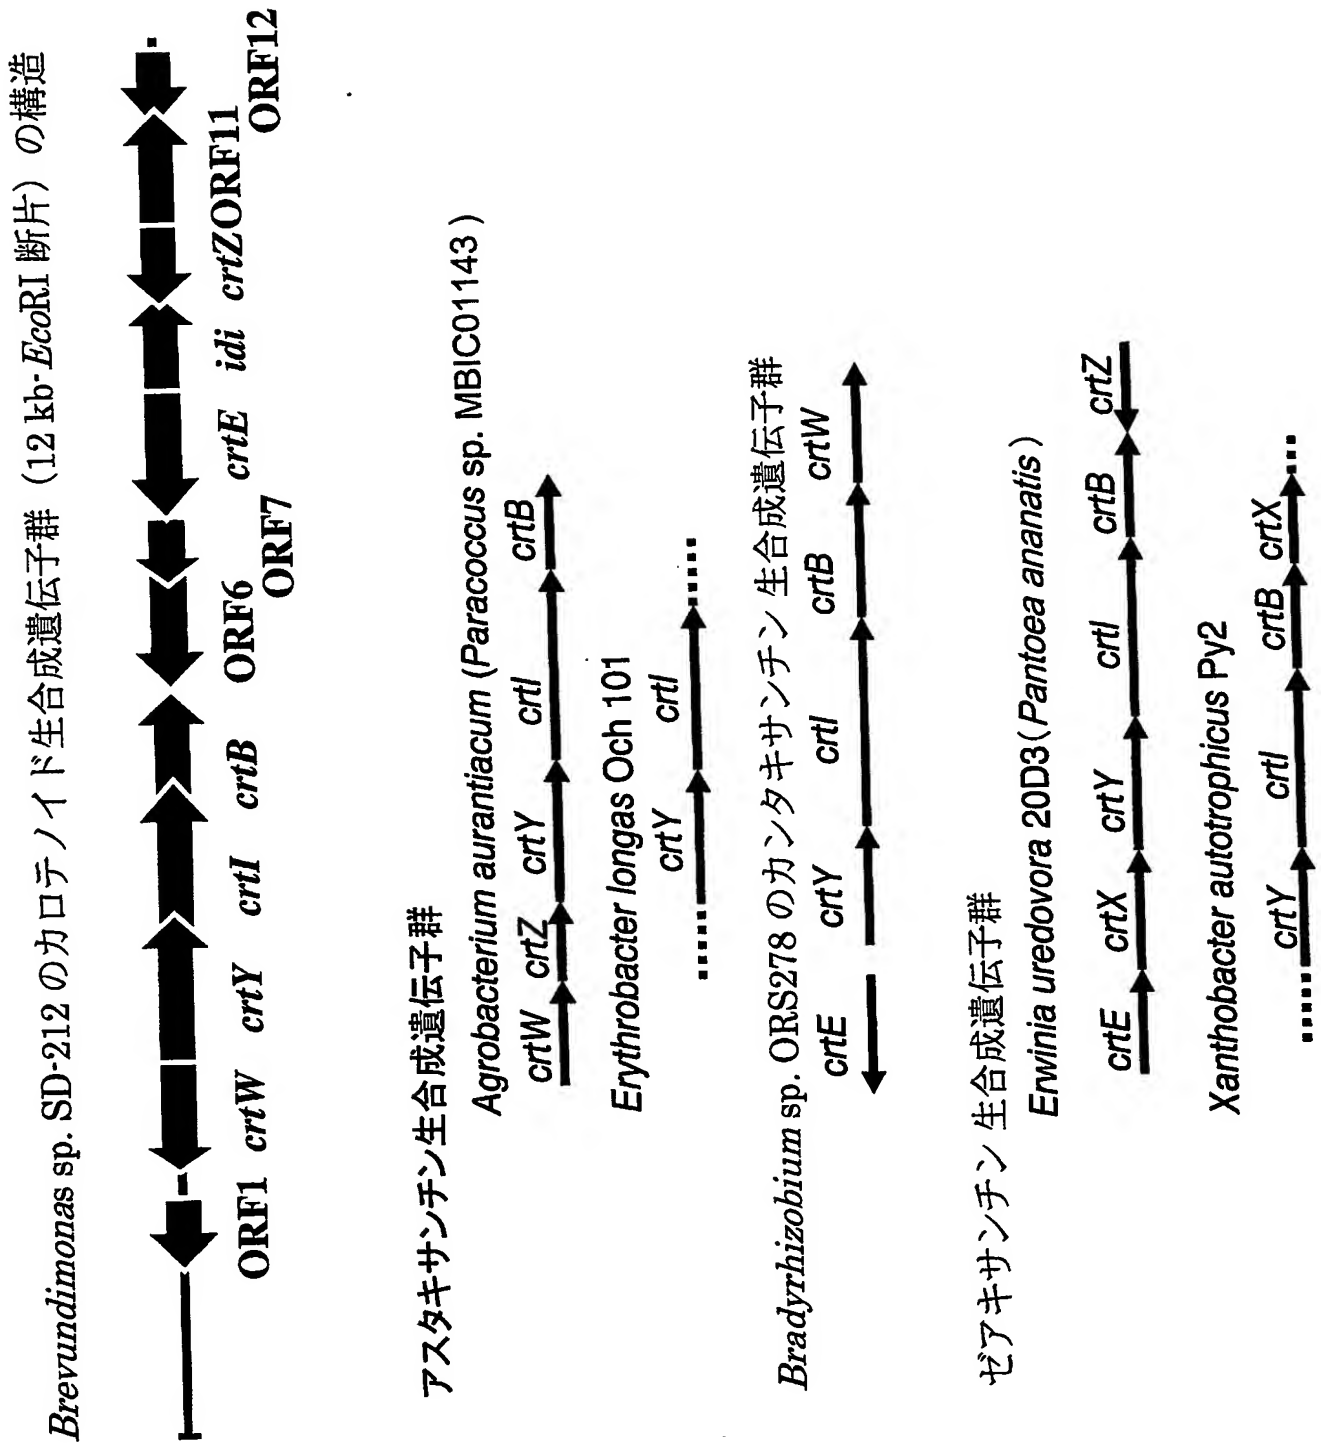 Brevundimonas sp. SD-212 のカロテノイド生合成遺伝子群 (12 kb-EcoRI 断片) の構造
ORF1 crtW crtY crtI crtB ORF6 ORF7 crtE idi crtZ ORF11 ORF12
アスタキサンチン生合成遺伝子群
Agrobacterium aurantiacum (Paracoccus sp. MBIC01143)
crtW crtZ crtY crtI crtB
Erythrobacter longas Och 101
crtY crtI
Bradyrhizobium sp. ORS278 のカンタキサンチン 生合成遺伝子群
crtE crtY crtI crtB crtW
ゼアキサンチン 生合成遺伝子群
Erwinia uredovora 20D3 (Pantoea ananatis)
crtE crtX crtY crtI crtB crtZ
Xanthobacter autotrophicus Py2
crtY crtI crtB crtX